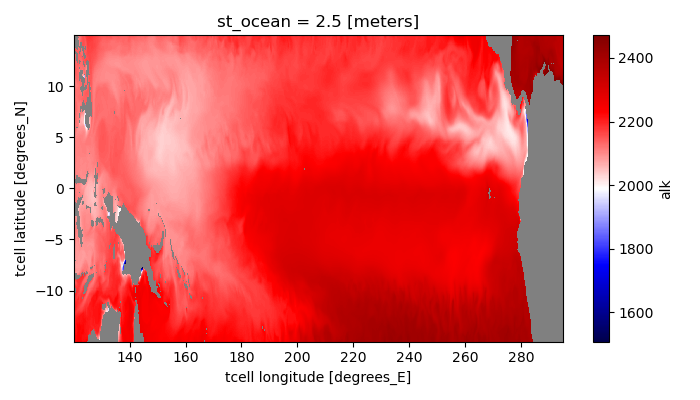 st_ocean = 2.5 [meters]
10
5
0
−5
−10
tcell latitude [degrees_N]
140 160 180 200 220 240 260 280
tcell longitude [degrees_E]
2400
2200
2000
1800
1600
alk